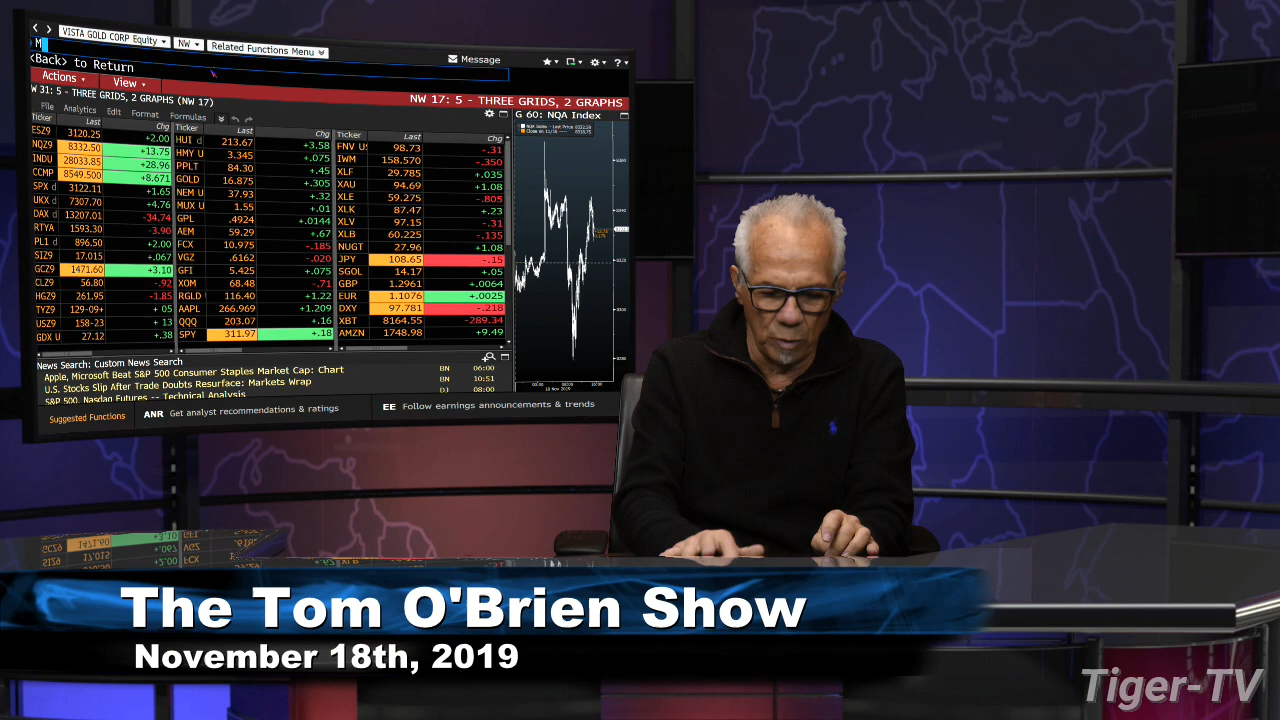 VISTA GOLD CORP Equity NW Related Functions Menu
M
Message
<Back> to Return
Actions View
W 31: 5 - THREE GRIDS, 2 GRAPHS (NW 17) NW 17: 5 - THREE GRIDS, 2 GRAPHS
File Analytics Edit Format Formulas
G 60: NQA Index
Ticker Last Chg Ticker Last Chg Ticker Last Chg
ESZ9 3120.25 +2.00 HUI d 213.67 +3.58 FNV US 98.73 -.31
NQZ9 8332.50 +13.75 HMY U 3.345 +.075 IWM 158.570 -.350
INDU 28033.85 +28.96 PPLT 84.30 +.45 XLF 29.785 +.035
CCMP 8549.500 +8.671 GOLD 16.875 +.305 XAU 94.69 +1.08
SPX d 3122.11 +1.65 NEM U 37.93 +.32 XLE 59.275 -.805
UKX d 7307.70 +4.76 MUX U 1.55 +.01 XLK 87.47 +.23
DAX d 13207.01 -34.74 GPL .4924 +.0144 XLV 97.15 -.31
RTYA 1593.30 -3.90 AEM 59.29 +.67 XLB 60.225 -.135
PL1 d 896.50 +2.00 FCX 10.975 -.185 NUGT 27.96 +1.08
SIZ9 17.015 +.067 VGZ .6162 -.020 JPY 108.65 -.15
GCZ9 1471.60 +3.10 GFI 5.425 +.075 SGOL 14.17 +.05
CLZ9 56.80 -.92 XOM 68.48 -.71 GBP 1.2961 +.0064
HGZ9 261.95 -1.85 RGLD 116.40 +1.22 EUR 1.1076 +.0025
TYZ9 129-09+ + 05 AAPL 266.969 +1.209 DXY 97.781 -.218
USZ9 158-23 + 13 QQQ 203.07 +.16 XBT 8164.55 -289.34
GDX U 27.12 +.38 SPY 311.97 +.18 AMZN 1748.98 +9.49
News Search: Custom News Search
Apple, Microsoft Beat S&P 500 Consumer Staples Market Cap: Chart BN 06:00
U.S. Stocks Slip After Trade Doubts Resurface: Markets Wrap BN 10:51
S&P 500, Nasdaq Futures -- Technical Analysis DJ 08:00
Suggested Functions ANR Get analyst recommendations & ratings EE Follow earnings announcements & trends
The Tom O'Brien Show
November 18th, 2019
Tiger-TV